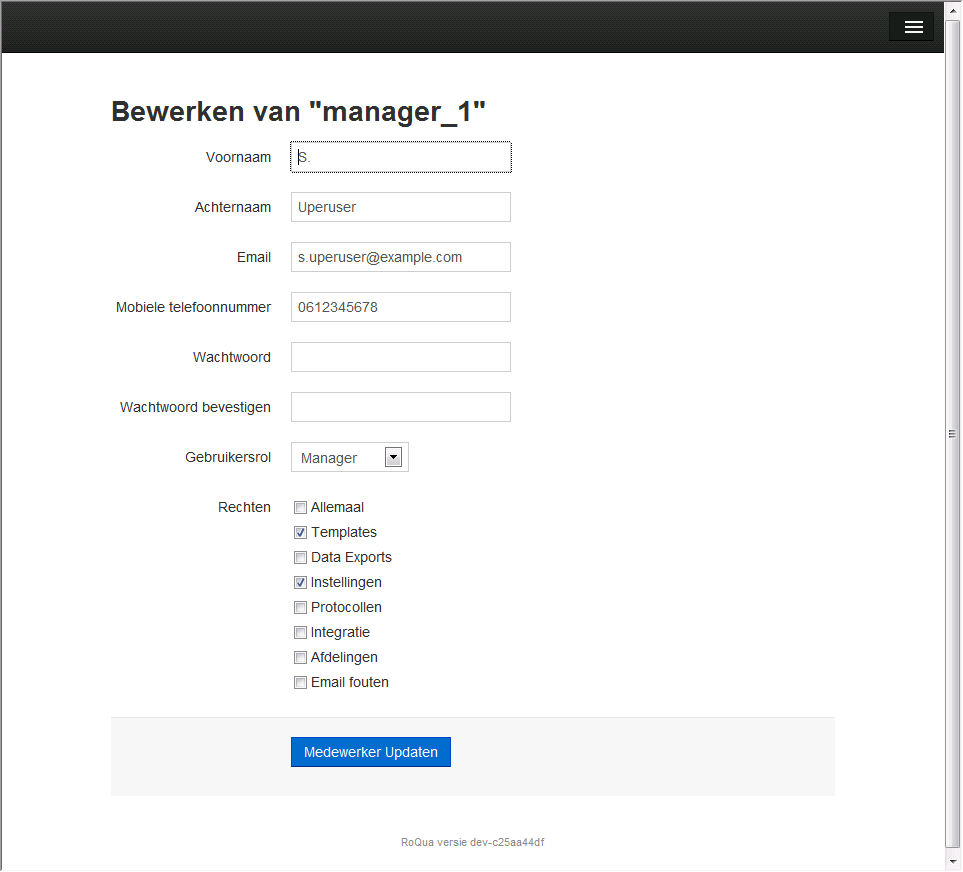 Bewerken van "manager_1"
Voornaam S.
Achternaam Uperuser
Email s.uperuser@example.com
Mobiele telefoonnummer 0612345678
Wachtwoord
Wachtwoord bevestigen
Gebruikersrol Manager
Rechten Allemaal
Templates
Data Exports
Instellingen
Protocollen
Integratie
Afdelingen
Email fouten
Medewerker Updaten
RoQua versie dev-c25aa44df